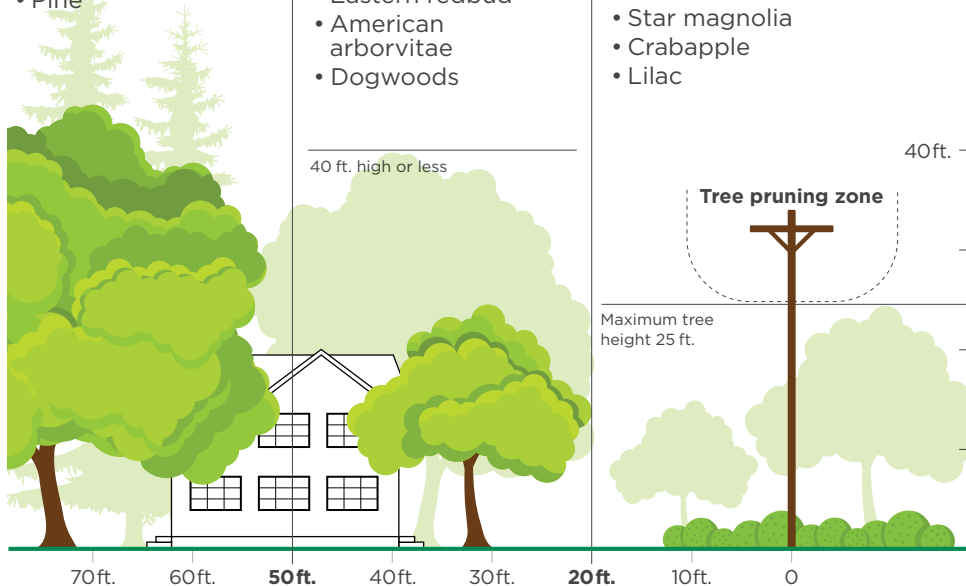 • Pine
Eastern redbud
• American
arborvitae
• Dogwoods
• Star magnolia
• Crabapple
• Lilac
40 ft. high or less
40 ft.
Tree pruning zone
Maximum tree
height 25 ft.
70 ft. 60 ft. 50 ft. 40 ft. 30 ft. 20 ft. 10 ft. 0